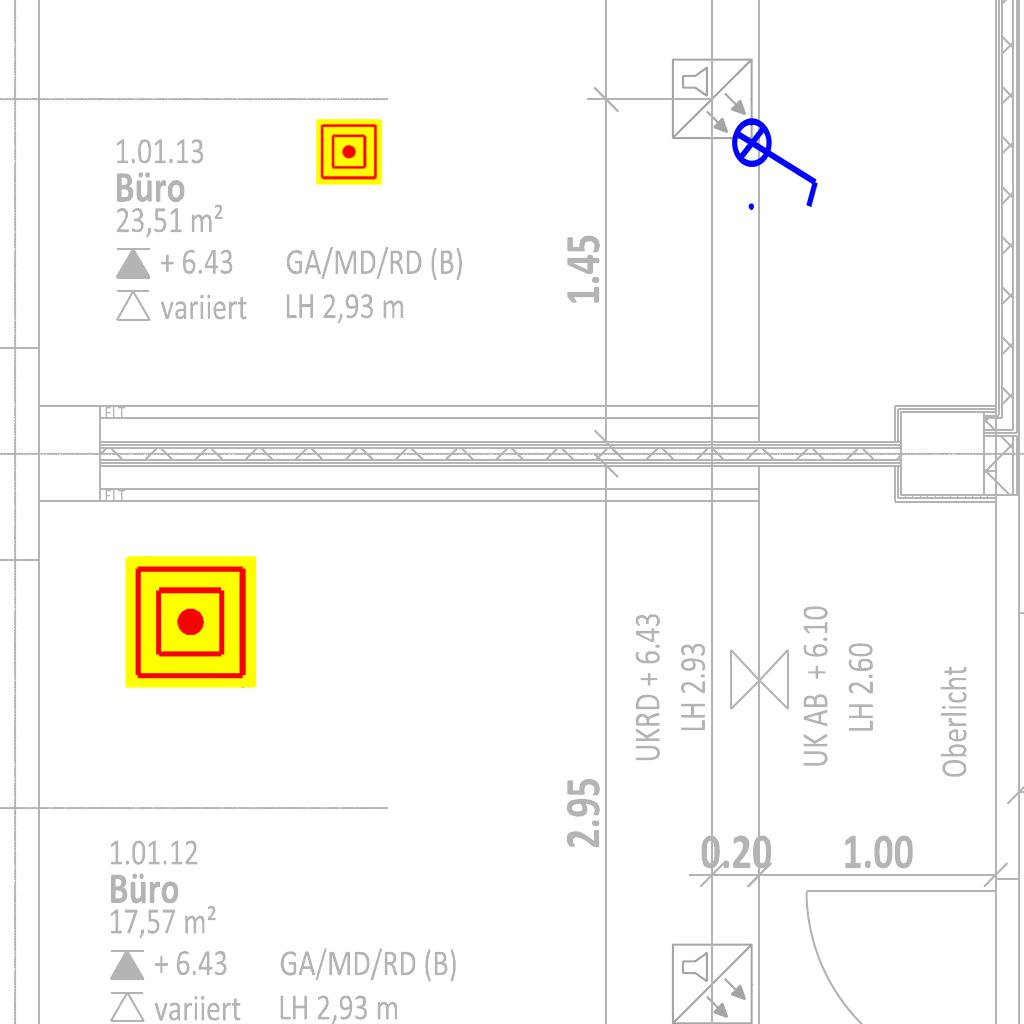 1.01.13
Büro
23,51 m²
+ 6.43 GA/MD/RD (B)
variiert LH 2,93 m
1.45
FLT
FLT
UKRD + 6.43
LH 2.93
UK AB + 6.10
LH 2.60
Oberlicht
2.95
0.20 1.00
1.01.12
Büro
17,57 m²
+ 6.43 GA/MD/RD (B)
variiert LH 2,93 m